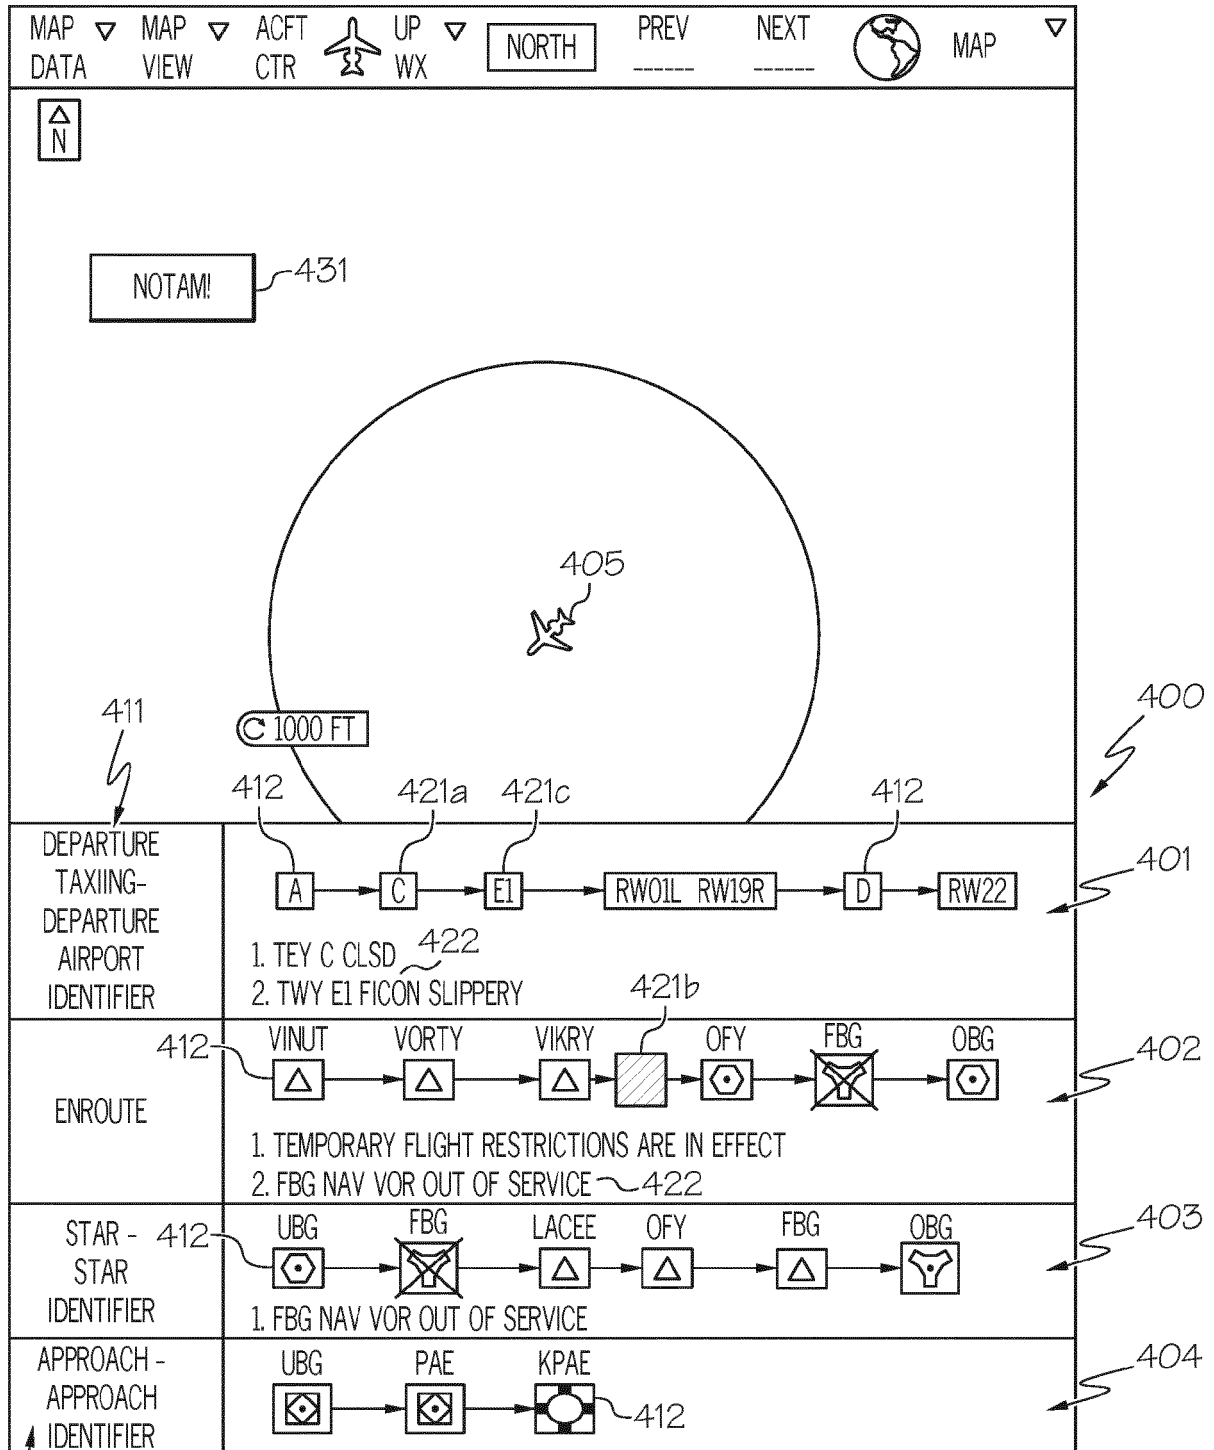 MAP MAP ACFT UP NORTH PREV NEXT MAP
DATA VIEW CTR WX ------ ------
N
NOTAM! 431
405
1000 FT
411
400
412 421a 421c 412
DEPARTURE
TAXIING-
DEPARTURE
AIRPORT
IDENTIFIER
A C E1 RW01L RW19R D RW22
401
1. TEY C CLSD
422
2. TWY E1 FICON SLIPPERY
421b
ENROUTE
412
VINUT VORTY VIKRY OFY FBG OBG
402
1. TEMPORARY FLIGHT RESTRICTIONS ARE IN EFFECT
2. FBG NAV VOR OUT OF SERVICE 422
STAR -
STAR
IDENTIFIER
412
UBG FBG LACEE OFY FBG OBG
403
1. FBG NAV VOR OUT OF SERVICE
APPROACH -
APPROACH
IDENTIFIER
UBG PAE KPAE
412
404